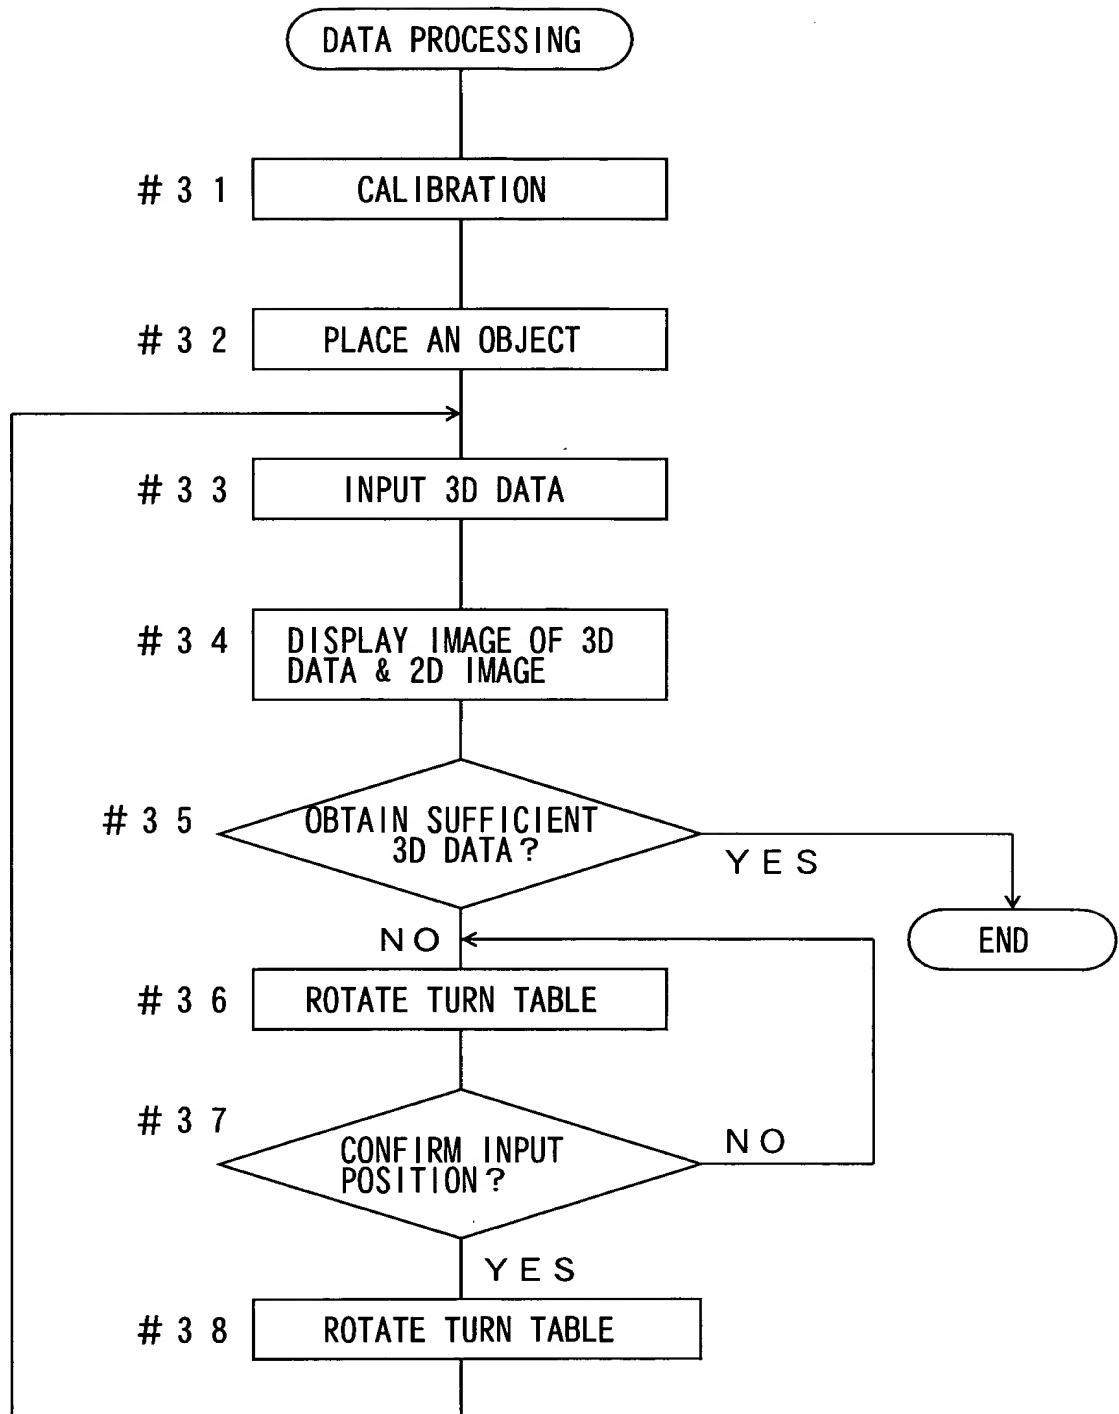 DATA PROCESSING
#31
CALIBRATION
#32
PLACE AN OBJECT
#33
INPUT 3D DATA
#34
DISPLAY IMAGE OF 3D
DATA & 2D IMAGE
#35
OBTAIN SUFFICIENT
3D DATA?
YES
NO
END
#36
ROTATE TURN TABLE
#37
CONFIRM INPUT
POSITION?
NO
YES
#38
ROTATE TURN TABLE